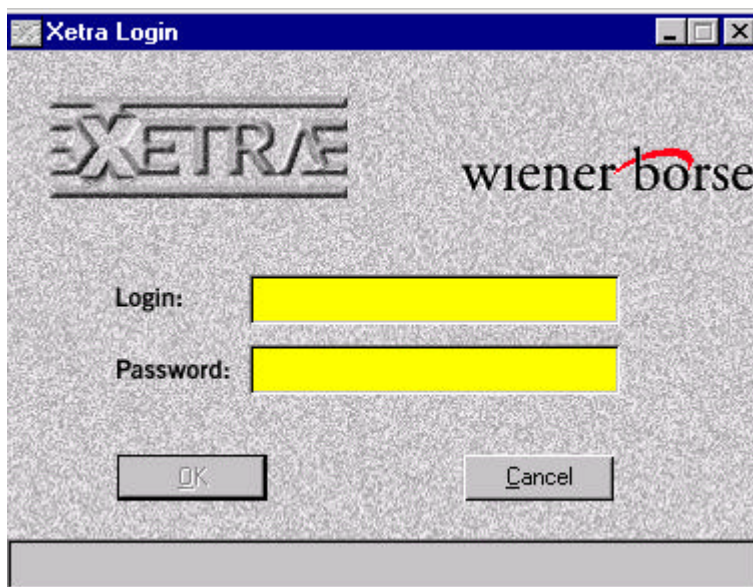 Xetra Login
XETRA
wiener börse
Login:
Password:
OK
Cancel